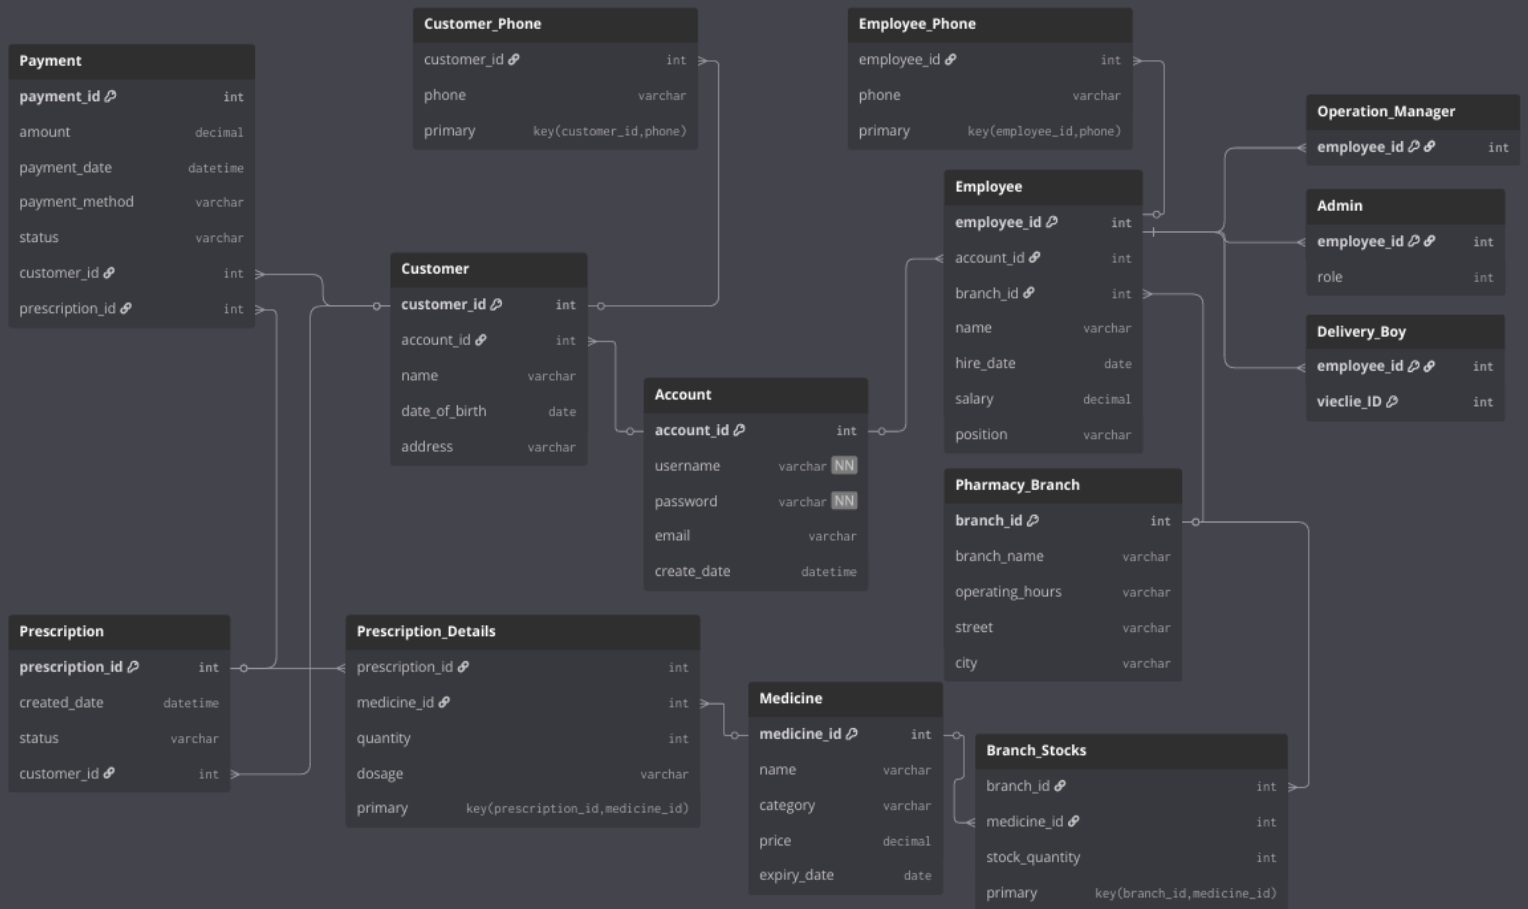 Customer_Phone
customer_id int
phone varchar
primary key(customer_id,phone)
Employee_Phone
employee_id int
phone varchar
primary key(employee_id,phone)
Payment
payment_id int
amount decimal
payment_date datetime
payment_method varchar
status varchar
customer_id int
prescription_id int
Operation_Manager
employee_id int
Employee
employee_id int
account_id int
branch_id int
name varchar
hire_date date
salary decimal
position varchar
Admin
employee_id int
role int
Customer
customer_id int
account_id int
name varchar
date_of_birth date
address varchar
Delivery_Boy
employee_id int
vieclie_ID int
Account
account_id int
username varchar NN
password varchar NN
email varchar
create_date datetime
Pharmacy_Branch
branch_id int
branch_name varchar
operating_hours varchar
street varchar
city varchar
Prescription
prescription_id int
created_date datetime
status varchar
customer_id int
Prescription_Details
prescription_id int
medicine_id int
quantity int
dosage varchar
primary key(prescription_id,medicine_id)
Medicine
medicine_id int
name varchar
category varchar
price decimal
expiry_date date
Branch_Stocks
branch_id int
medicine_id int
stock_quantity int
primary key(branch_id,medicine_id)